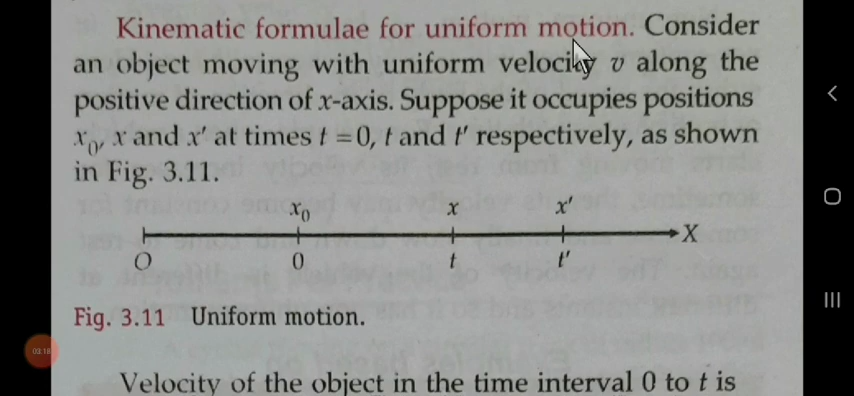 Kinematic formulae for uniform motion. Consider
an object moving with uniform velocity v along the
positive direction of x-axis. Suppose it occupies positions
x₀, x and x′ at times t = 0, t and t′ respectively, as shown
in Fig. 3.11.
x₀ x x′
X
O 0 t t′
Fig. 3.11 Uniform motion.
Velocity of the object in the time interval 0 to t is
03:18